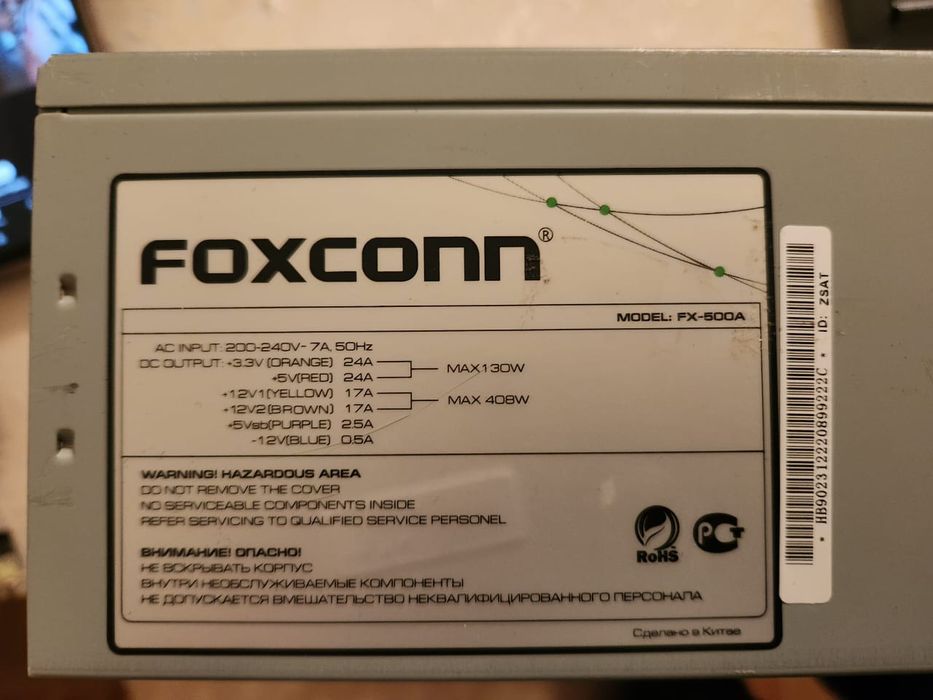 FOXCONN®
MODEL: FX-500A
AC INPUT: 200-240V~ 7A, 50Hz
DC OUTPUT: +3.3V (ORANGE) 24A
+5V(RED) 24A
MAX130W
+12V1(YELLOW) 17A
+12V2(BROWN) 17A
MAX 408W
+5Vsb(PURPLE) 2.5A
-12V(BLUE) 0.5A
WARNING! HAZARDOUS AREA
DO NOT REMOVE THE COVER
NO SERVICEABLE COMPONENTS INSIDE
REFER SERVICING TO QUALIFIED SERVICE PERSONEL
ВНИМАНИЕ! ОПАСНО!
НЕ ВСКРЫВАТЬ КОРПУС
ВНУТРИ НЕОБСЛУЖИВАЕМЫЕ КОМПОНЕНТЫ
НЕ ДОПУСКАЕТСЯ ВМЕШАТЕЛЬСТВО НЕКВАЛИФИЦИРОВАННОГО ПЕРСОНАЛА
RoHS
РСТ
Сделано в Китае
* HB902312220899222C * ID: ZSAT